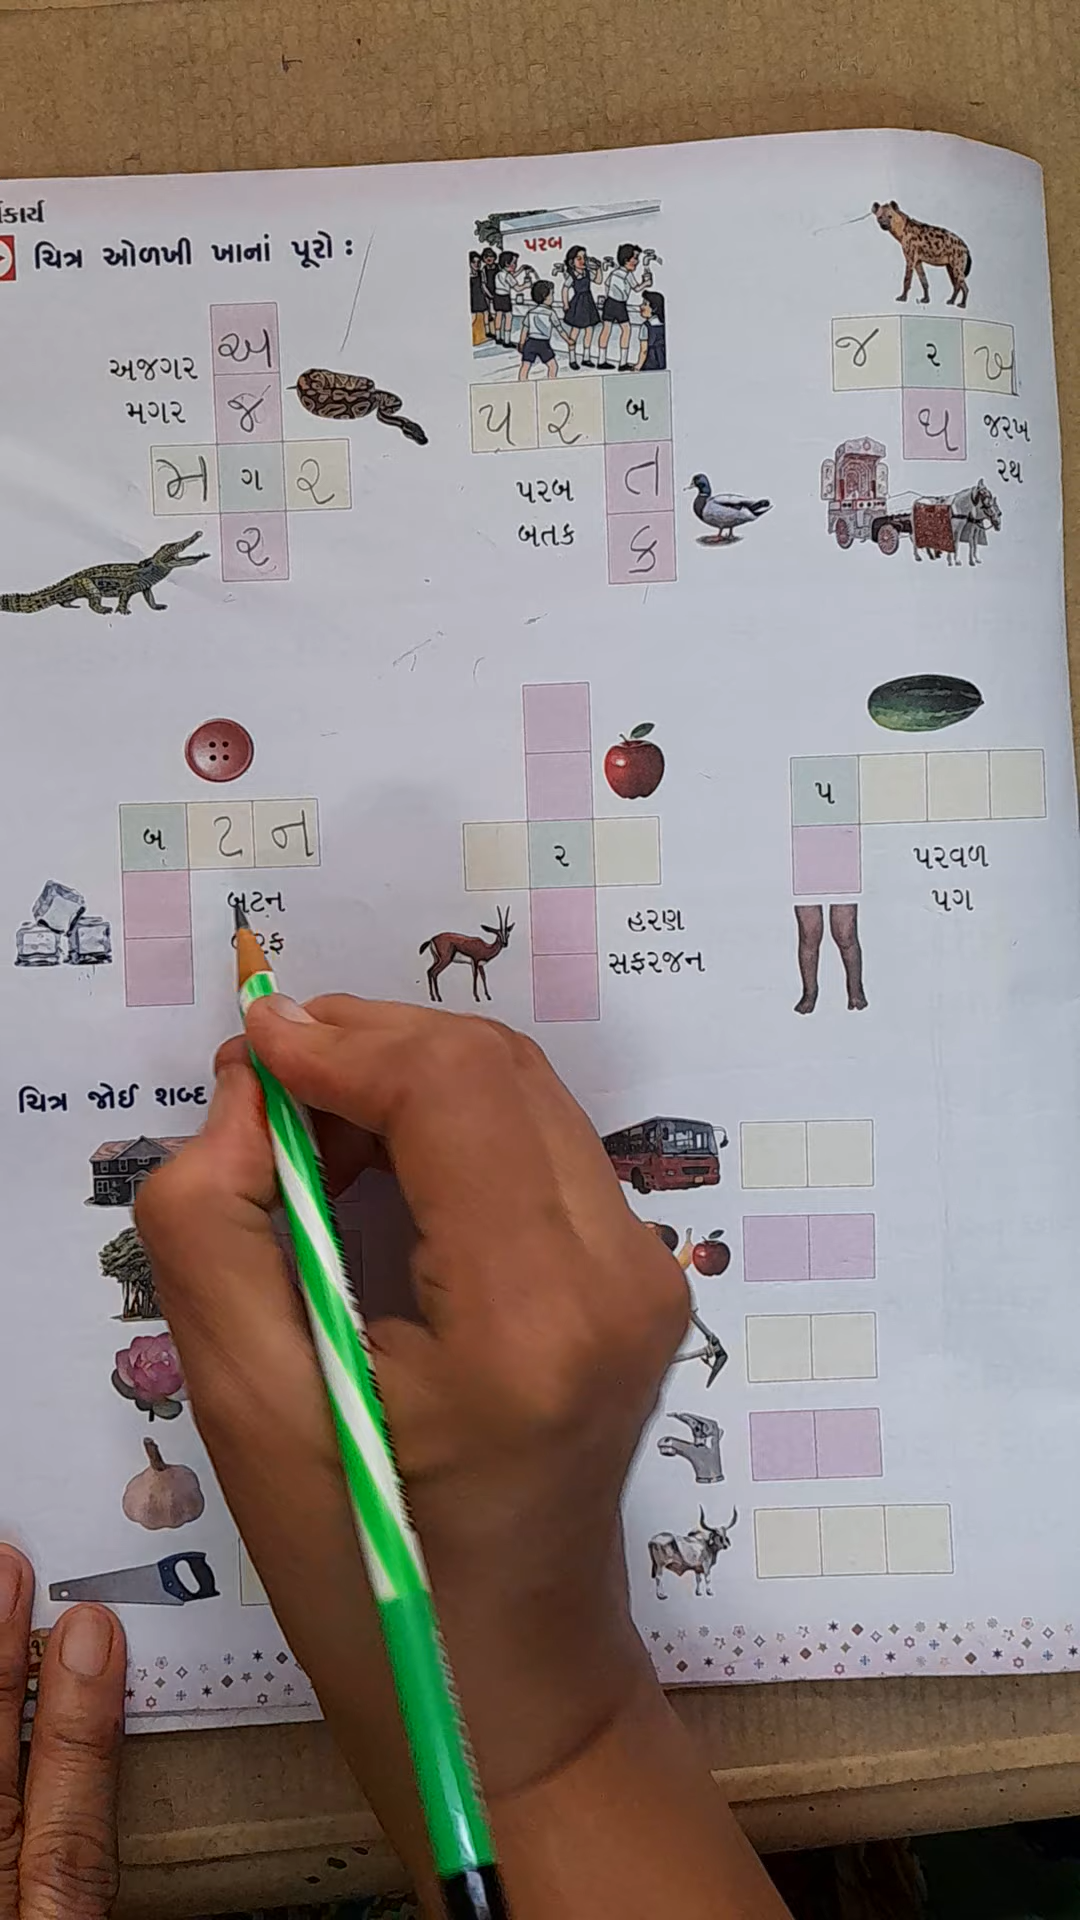 ચિત્ર ઓળખી ખાનાં પૂરો :
પરબ
અ
અજગર
જ
મગર
મ ગ ર
ર
પ ર બ
ત
પરબ
ક
બતક
જ ર ખ
થ
જરખ
રથ
બ ટ ન
બટન
ર
હરણ
સફરજન
પ
પરવળ
પગ
ચિત્ર જોઈ શબ્દ